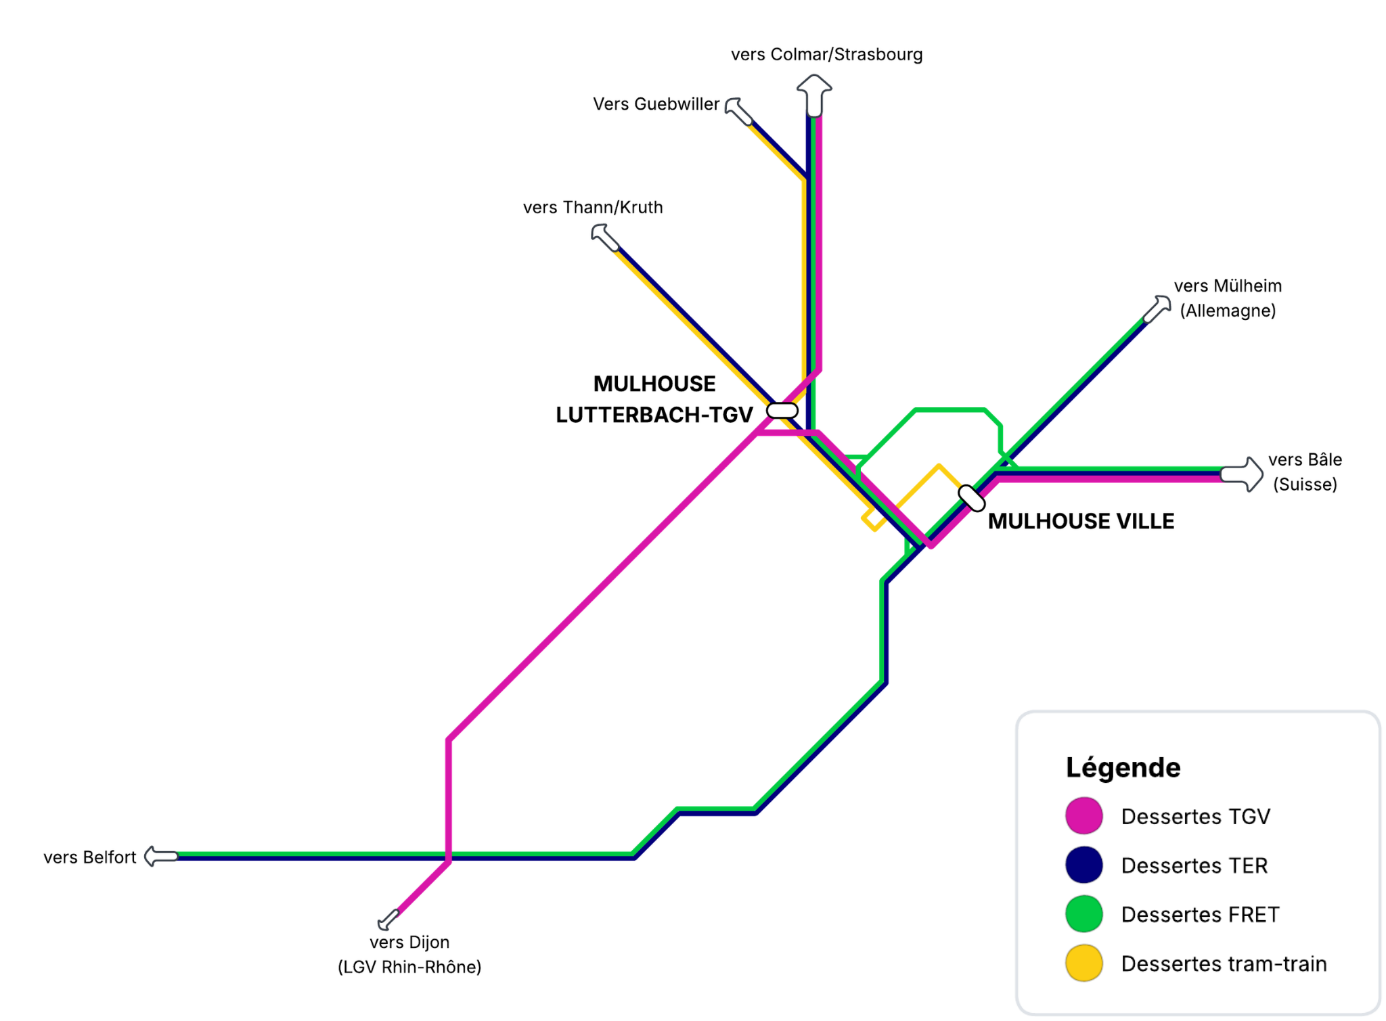 vers Colmar/Strasbourg
Vers Guebwiller
vers Thann/Kruth
vers Mülheim
(Allemagne)
MULHOUSE
LUTTERBACH-TGV
vers Bâle
(Suisse)
MULHOUSE VILLE
vers Belfort
vers Dijon
(LGV Rhin-Rhône)
Légende
Dessertes TGV
Dessertes TER
Dessertes FRET
Dessertes tram-train